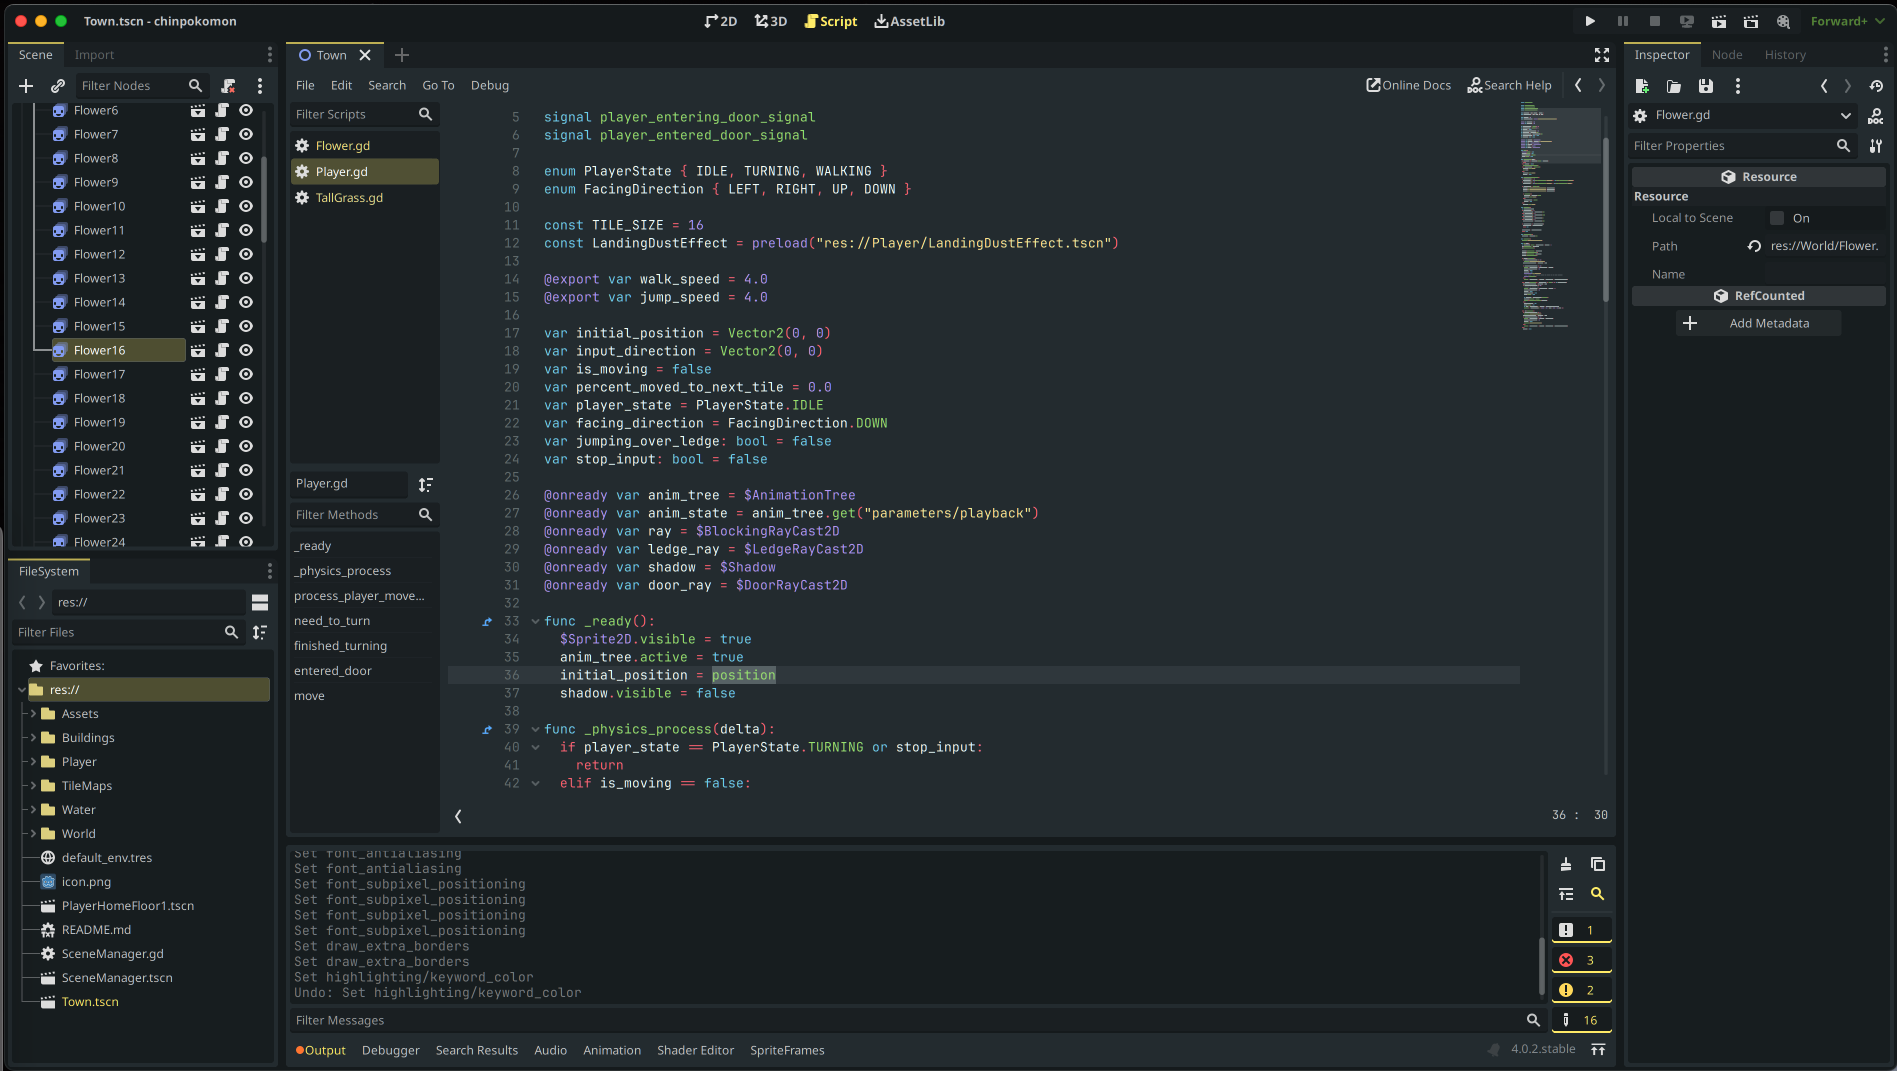 Town.tscn - chinpokomon
2D 3D Script AssetLib
Forward+
Scene Import
Filter Nodes
Flower6
Flower7
Flower8
Flower9
Flower10
Flower11
Flower12
Flower13
Flower14
Flower15
Flower16
Flower17
Flower18
Flower19
Flower20
Flower21
Flower22
Flower23
Flower24
FileSystem
res://
Filter Files
Favorites:
res://
Assets
Buildings
Player
TileMaps
Water
World
default_env.tres
icon.png
PlayerHomeFloor1.tscn
README.md
SceneManager.gd
SceneManager.tscn
Town.tscn
Town
File Edit Search Go To Debug
Online Docs Search Help
Filter Scripts
Flower.gd
Player.gd
TallGrass.gd
Player.gd
Filter Methods
_ready
_physics_process
process_player_move...
need_to_turn
finished_turning
entered_door
move
5 signal player_entering_door_signal
6 signal player_entered_door_signal
7
8 enum PlayerState { IDLE, TURNING, WALKING }
9 enum FacingDirection { LEFT, RIGHT, UP, DOWN }
10
11 const TILE_SIZE = 16
12 const LandingDustEffect = preload("res://Player/LandingDustEffect.tscn")
13
14 @export var walk_speed = 4.0
15 @export var jump_speed = 4.0
16
17 var initial_position = Vector2(0, 0)
18 var input_direction = Vector2(0, 0)
19 var is_moving = false
20 var percent_moved_to_next_tile = 0.0
21 var player_state = PlayerState.IDLE
22 var facing_direction = FacingDirection.DOWN
23 var jumping_over_ledge: bool = false
24 var stop_input: bool = false
25
26 @onready var anim_tree = $AnimationTree
27 @onready var anim_state = anim_tree.get("parameters/playback")
28 @onready var ray = $BlockingRayCast2D
29 @onready var ledge_ray = $LedgeRayCast2D
30 @onready var shadow = $Shadow
31 @onready var door_ray = $DoorRayCast2D
32
33 func _ready():
34 $Sprite2D.visible = true
35 anim_tree.active = true
36 initial_position = position
37 shadow.visible = false
38
39 func _physics_process(delta):
40 if player_state == PlayerState.TURNING or stop_input:
41 return
42 elif is_moving == false:
36 : 30
Set font_antialiasing
Set font_antialiasing
Set font_subpixel_positioning
Set font_subpixel_positioning
Set font_subpixel_positioning
Set font_subpixel_positioning
Set draw_extra_borders
Set draw_extra_borders
Set highlighting/keyword_color
Undo: Set highlighting/keyword_color
1
3
2
16
Filter Messages
Output Debugger Search Results Audio Animation Shader Editor SpriteFrames
4.0.2.stable
Inspector Node History
Flower.gd
Filter Properties
Resource
Resource
Local to Scene On
Path res://World/Flower.
Name
RefCounted
Add Metadata